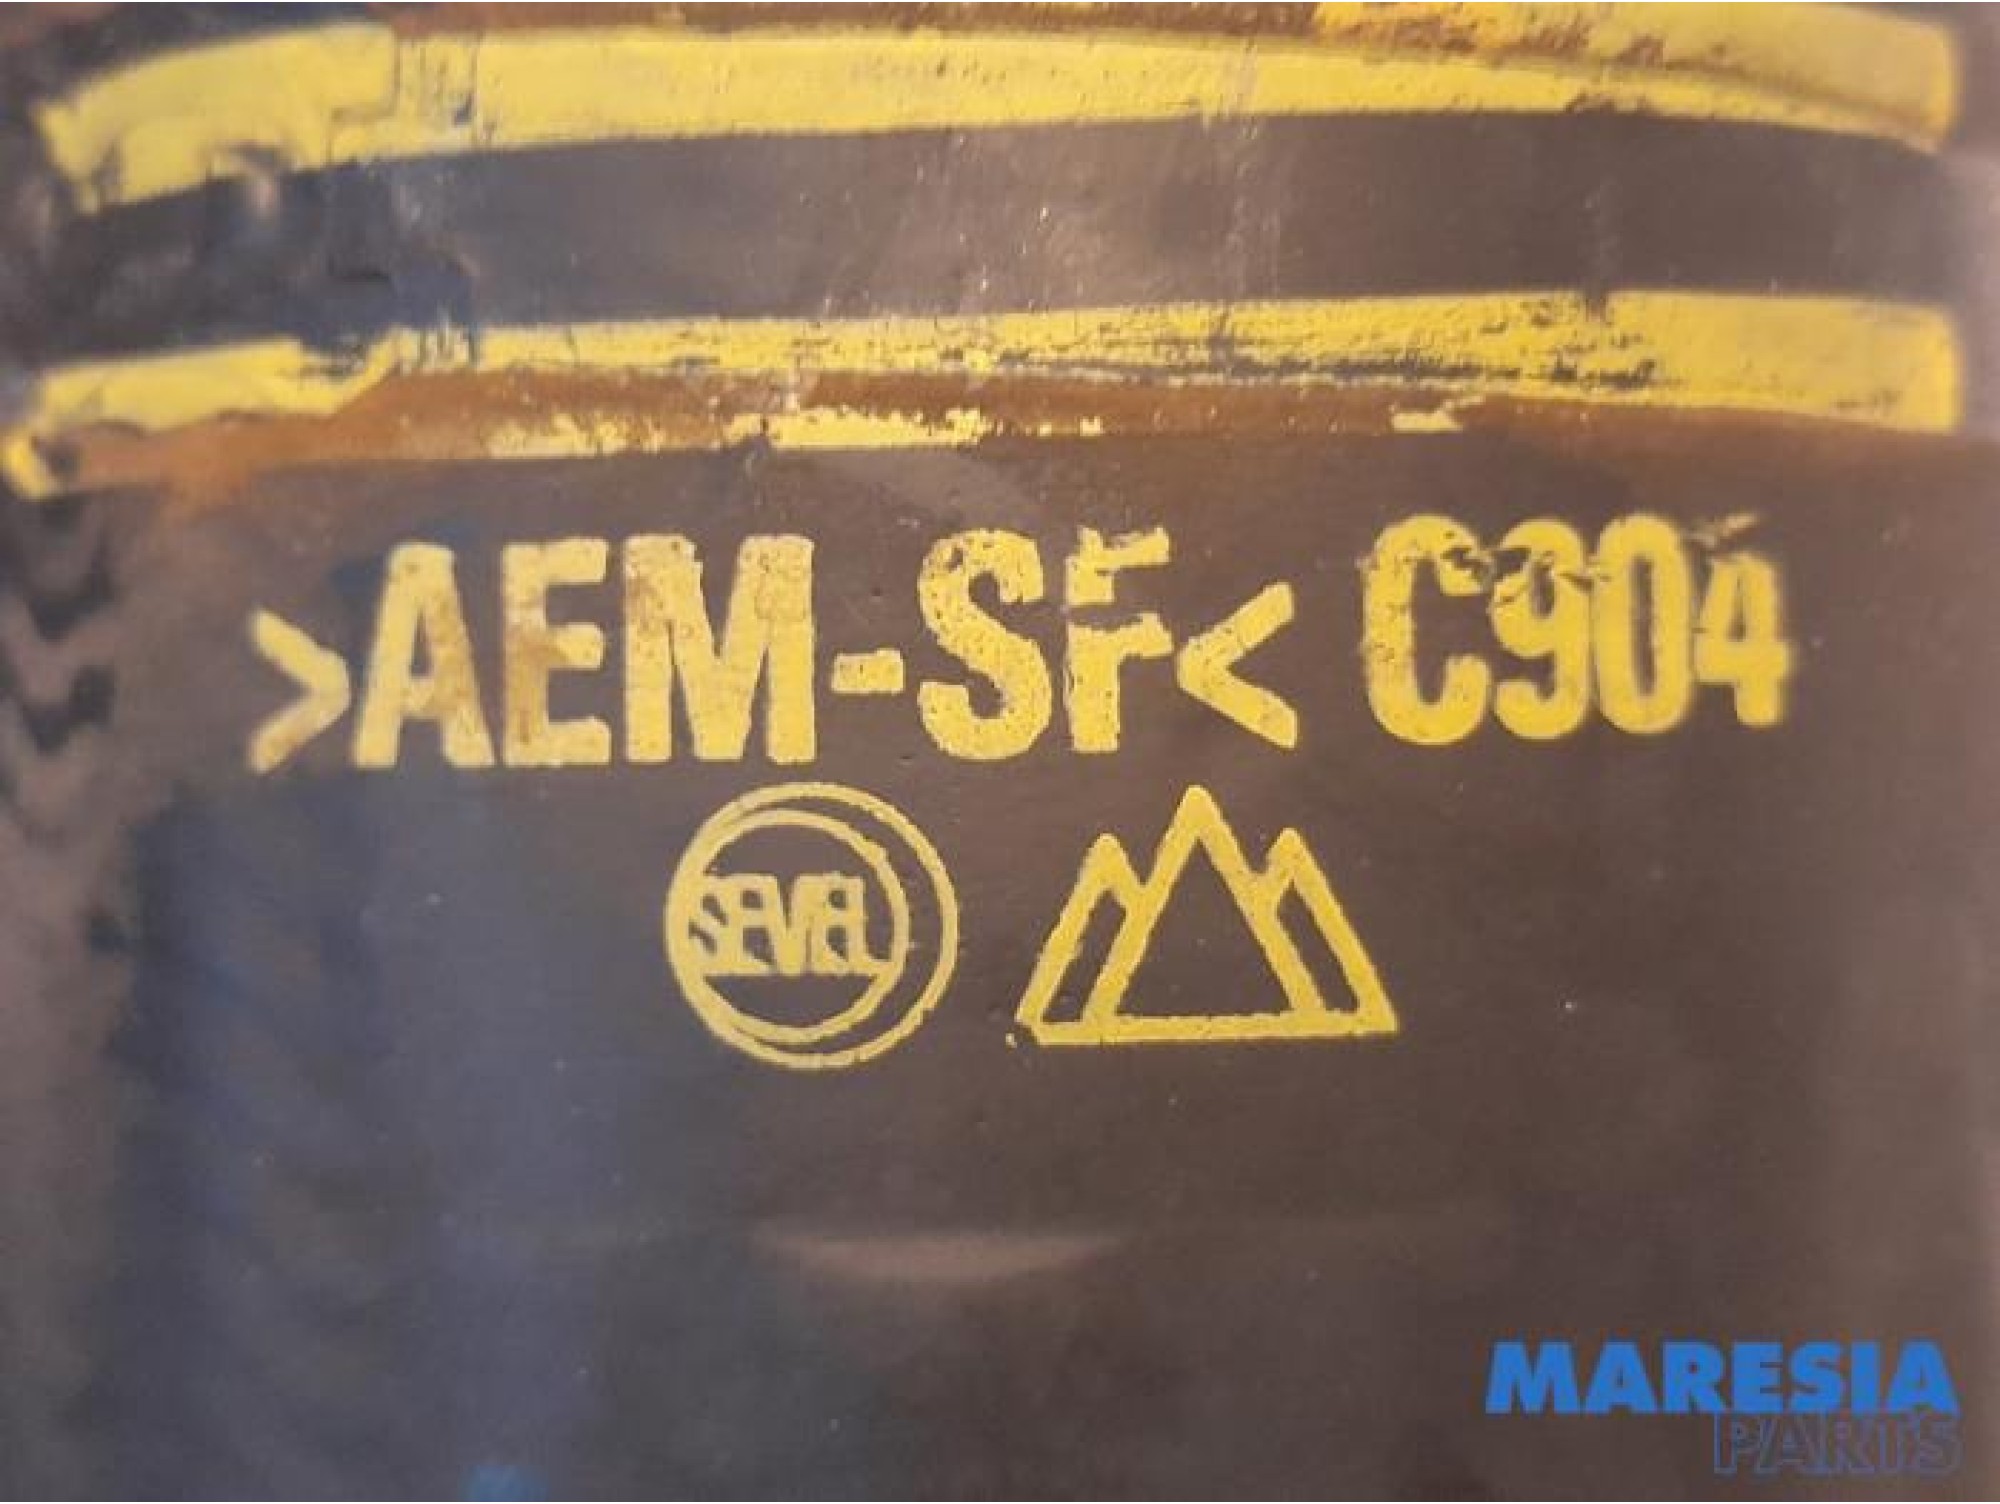 >AEM-SF< C904
SEVEL
MARESIA
PARTS